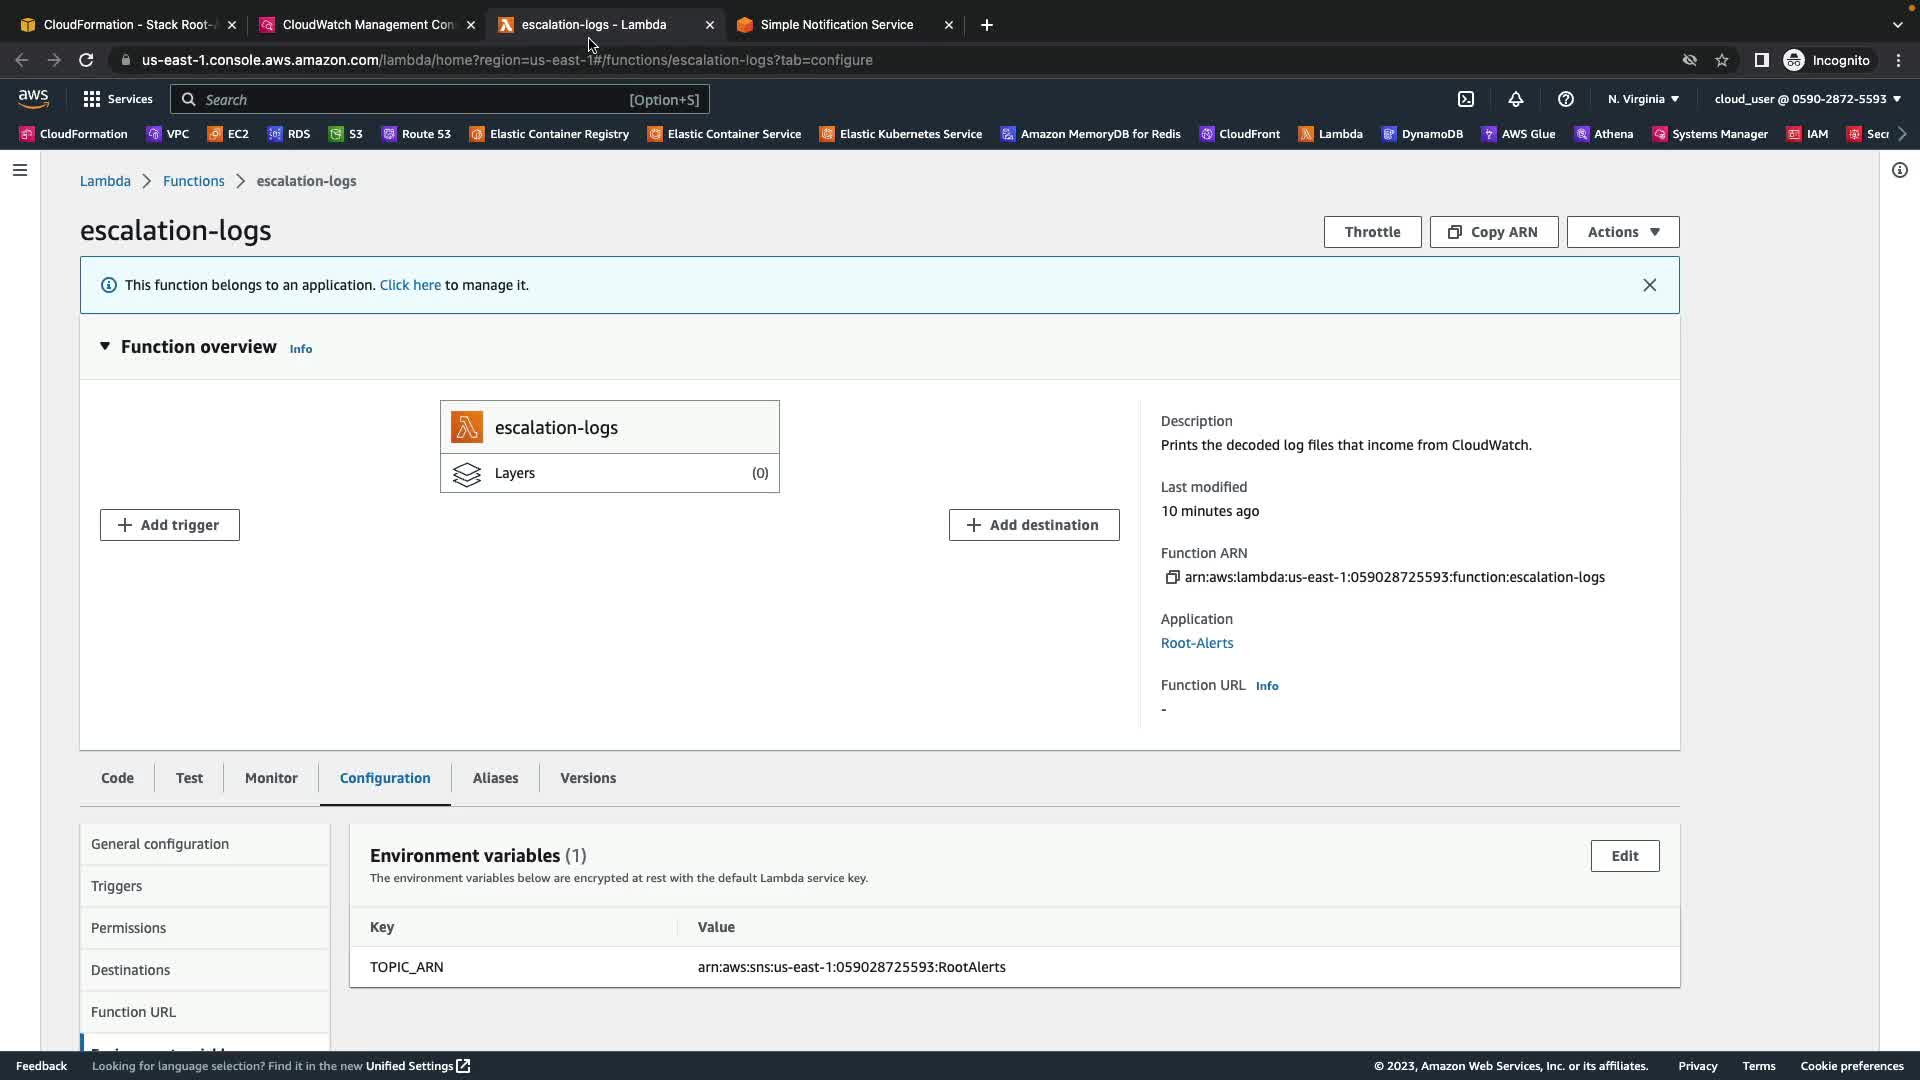 CloudFormation - Stack Root-
CloudWatch Management Con
escalation-logs - Lambda
Simple Notification Service
us-east-1.console.aws.amazon.com/lambda/home?region=us-east-1#/functions/escalation-logs?tab=configure
Incognito
aws
Services
Search
[Option+S]
N. Virginia
cloud_user @ 0590-2872-5593
CloudFormation
VPC
EC2
RDS
S3
Route 53
Elastic Container Registry
Elastic Container Service
Elastic Kubernetes Service
Amazon MemoryDB for Redis
CloudFront
Lambda
DynamoDB
AWS Glue
Athena
Systems Manager
IAM
Secr
Lambda > Functions > escalation-logs
escalation-logs
Throttle
Copy ARN
Actions
This function belongs to an application. Click here to manage it.
Function overview Info
escalation-logs
Layers (0)
+ Add trigger
+ Add destination
Description
Prints the decoded log files that income from CloudWatch.
Last modified
10 minutes ago
Function ARN
arn:aws:lambda:us-east-1:059028725593:function:escalation-logs
Application
Root-Alerts
Function URL Info
-
Code
Test
Monitor
Configuration
Aliases
Versions
General configuration
Triggers
Permissions
Destinations
Function URL
Environment variables (1)
Edit
The environment variables below are encrypted at rest with the default Lambda service key.
Key Value
TOPIC_ARN arn:aws:sns:us-east-1:059028725593:RootAlerts
Feedback
Looking for language selection? Find it in the new Unified Settings
© 2023, Amazon Web Services, Inc. or its affiliates.
Privacy
Terms
Cookie preferences